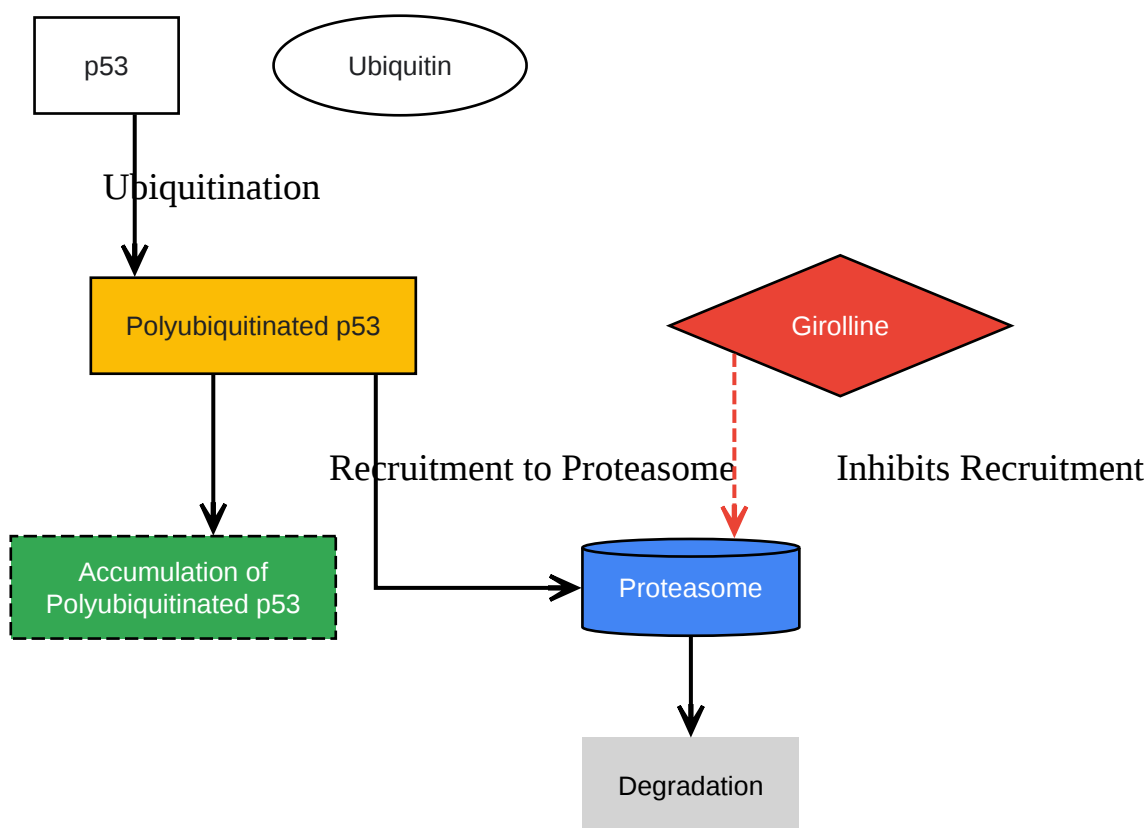 p53
Ubiquitin
Ubiquitination
Polyubiquitinated p53
Girolline
Recruitment to Proteasome
Inhibits Recruitment
Accumulation of
Polyubiquitinated p53
Proteasome
Degradation